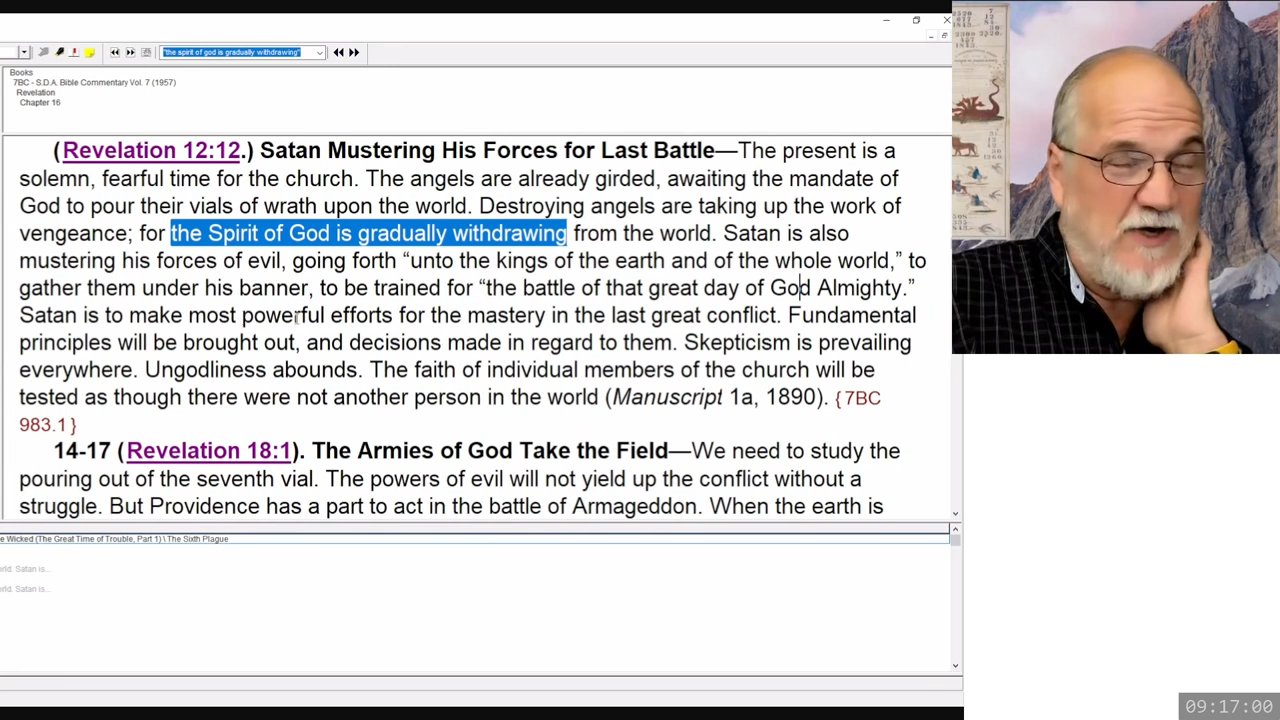 "the spirit of god is gradually withdrawing"
Books
7BC - S.D.A. Bible Commentary Vol. 7 (1957)
Revelation
Chapter 16
(Revelation 12:12.) Satan Mustering His Forces for Last Battle—The present is a
solemn, fearful time for the church. The angels are already girded, awaiting the mandate of
God to pour their vials of wrath upon the world. Destroying angels are taking up the work of
vengeance; for the Spirit of God is gradually withdrawing from the world. Satan is also
mustering his forces of evil, going forth “unto the kings of the earth and of the whole world,” to
gather them under his banner, to be trained for “the battle of that great day of God Almighty.”
Satan is to make most powerful efforts for the mastery in the last great conflict. Fundamental
principles will be brought out, and decisions made in regard to them. Skepticism is prevailing
everywhere. Ungodliness abounds. The faith of individual members of the church will be
tested as though there were not another person in the world (Manuscript 1a, 1890). {7BC
983.1}
14-17 (Revelation 18:1). The Armies of God Take the Field—We need to study the
pouring out of the seventh vial. The powers of evil will not yield up the conflict without a
struggle. But Providence has a part to act in the battle of Armageddon. When the earth is
e Wicked (The Great Time of Trouble, Part 1) \ The Sixth Plague
orld. Satan is...
orld. Satan is...
2520
1843
1260
508
1843
09:17:00